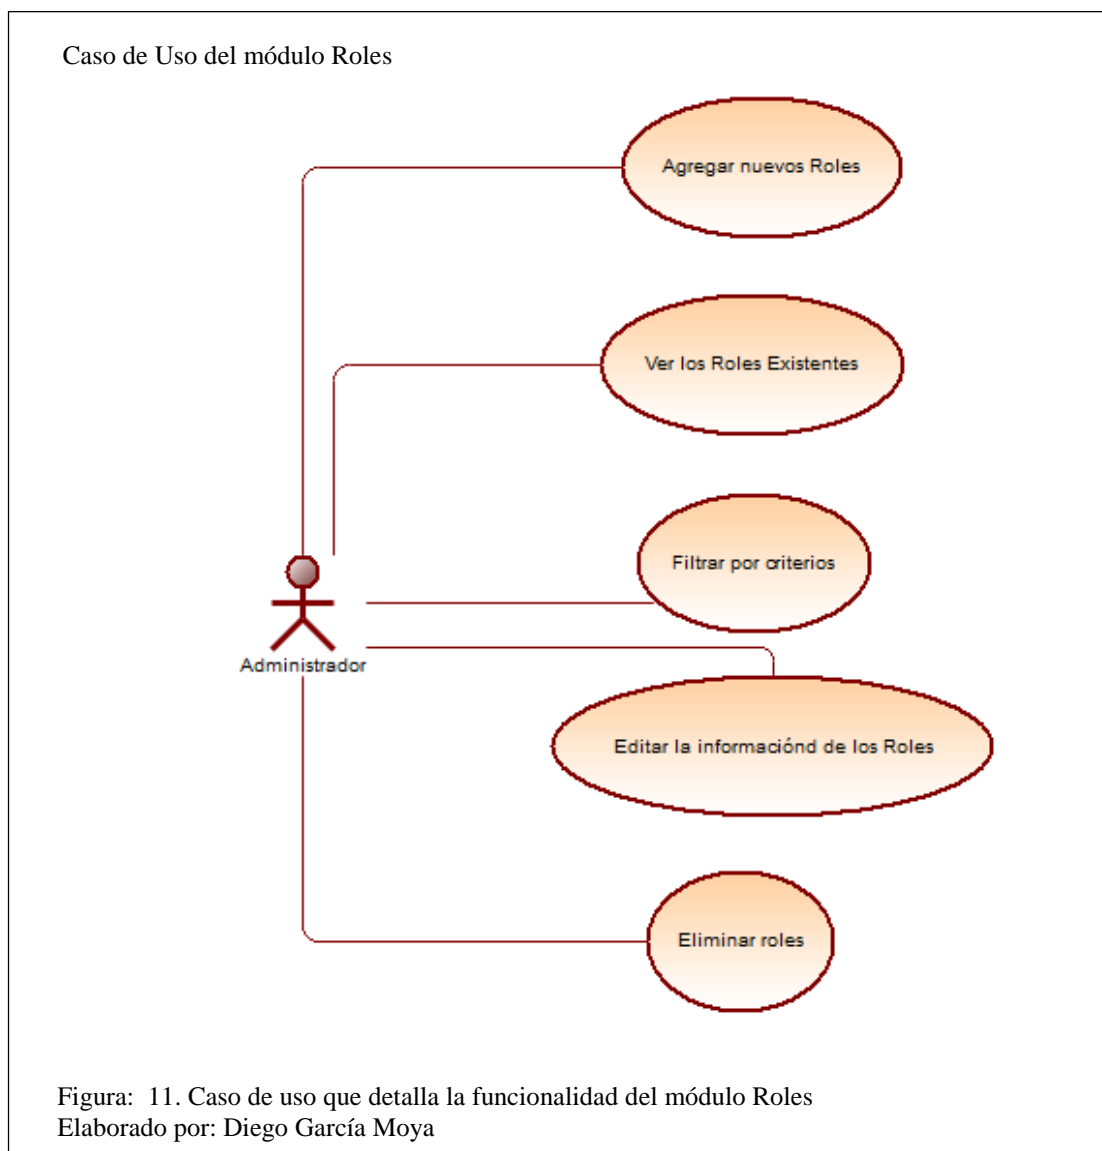 Caso de Uso del módulo Roles
Agregar nuevos Roles
Ver los Roles Existentes
Filtrar por criterios
Administrador
Editar la informaciónd de los Roles
Eliminar roles
Figura:  11. Caso de uso que detalla la funcionalidad del módulo Roles
Elaborado por: Diego García Moya